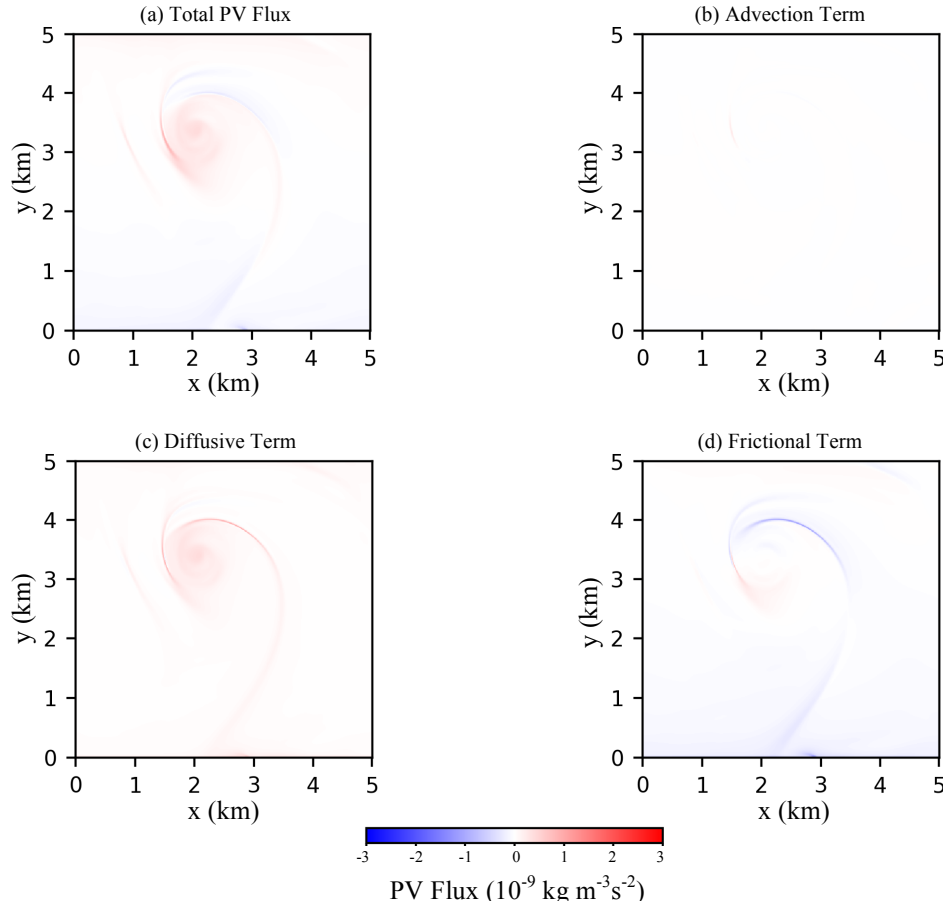 (a) Total PV Flux
(b) Advection Term
5
4
3
2
1
0
y (km)
0 1 2 3 4 5
x (km)
5
4
3
2
1
0
y (km)
0 1 2 3 4 5
x (km)
(c) Diffusive Term
(d) Frictional Term
5
4
3
2
1
0
y (km)
0 1 2 3 4 5
x (km)
5
4
3
2
1
0
y (km)
0 1 2 3 4 5
x (km)
-3 -2 -1 0 1 2 3
PV Flux (10⁻⁹ kg m⁻³s⁻²)